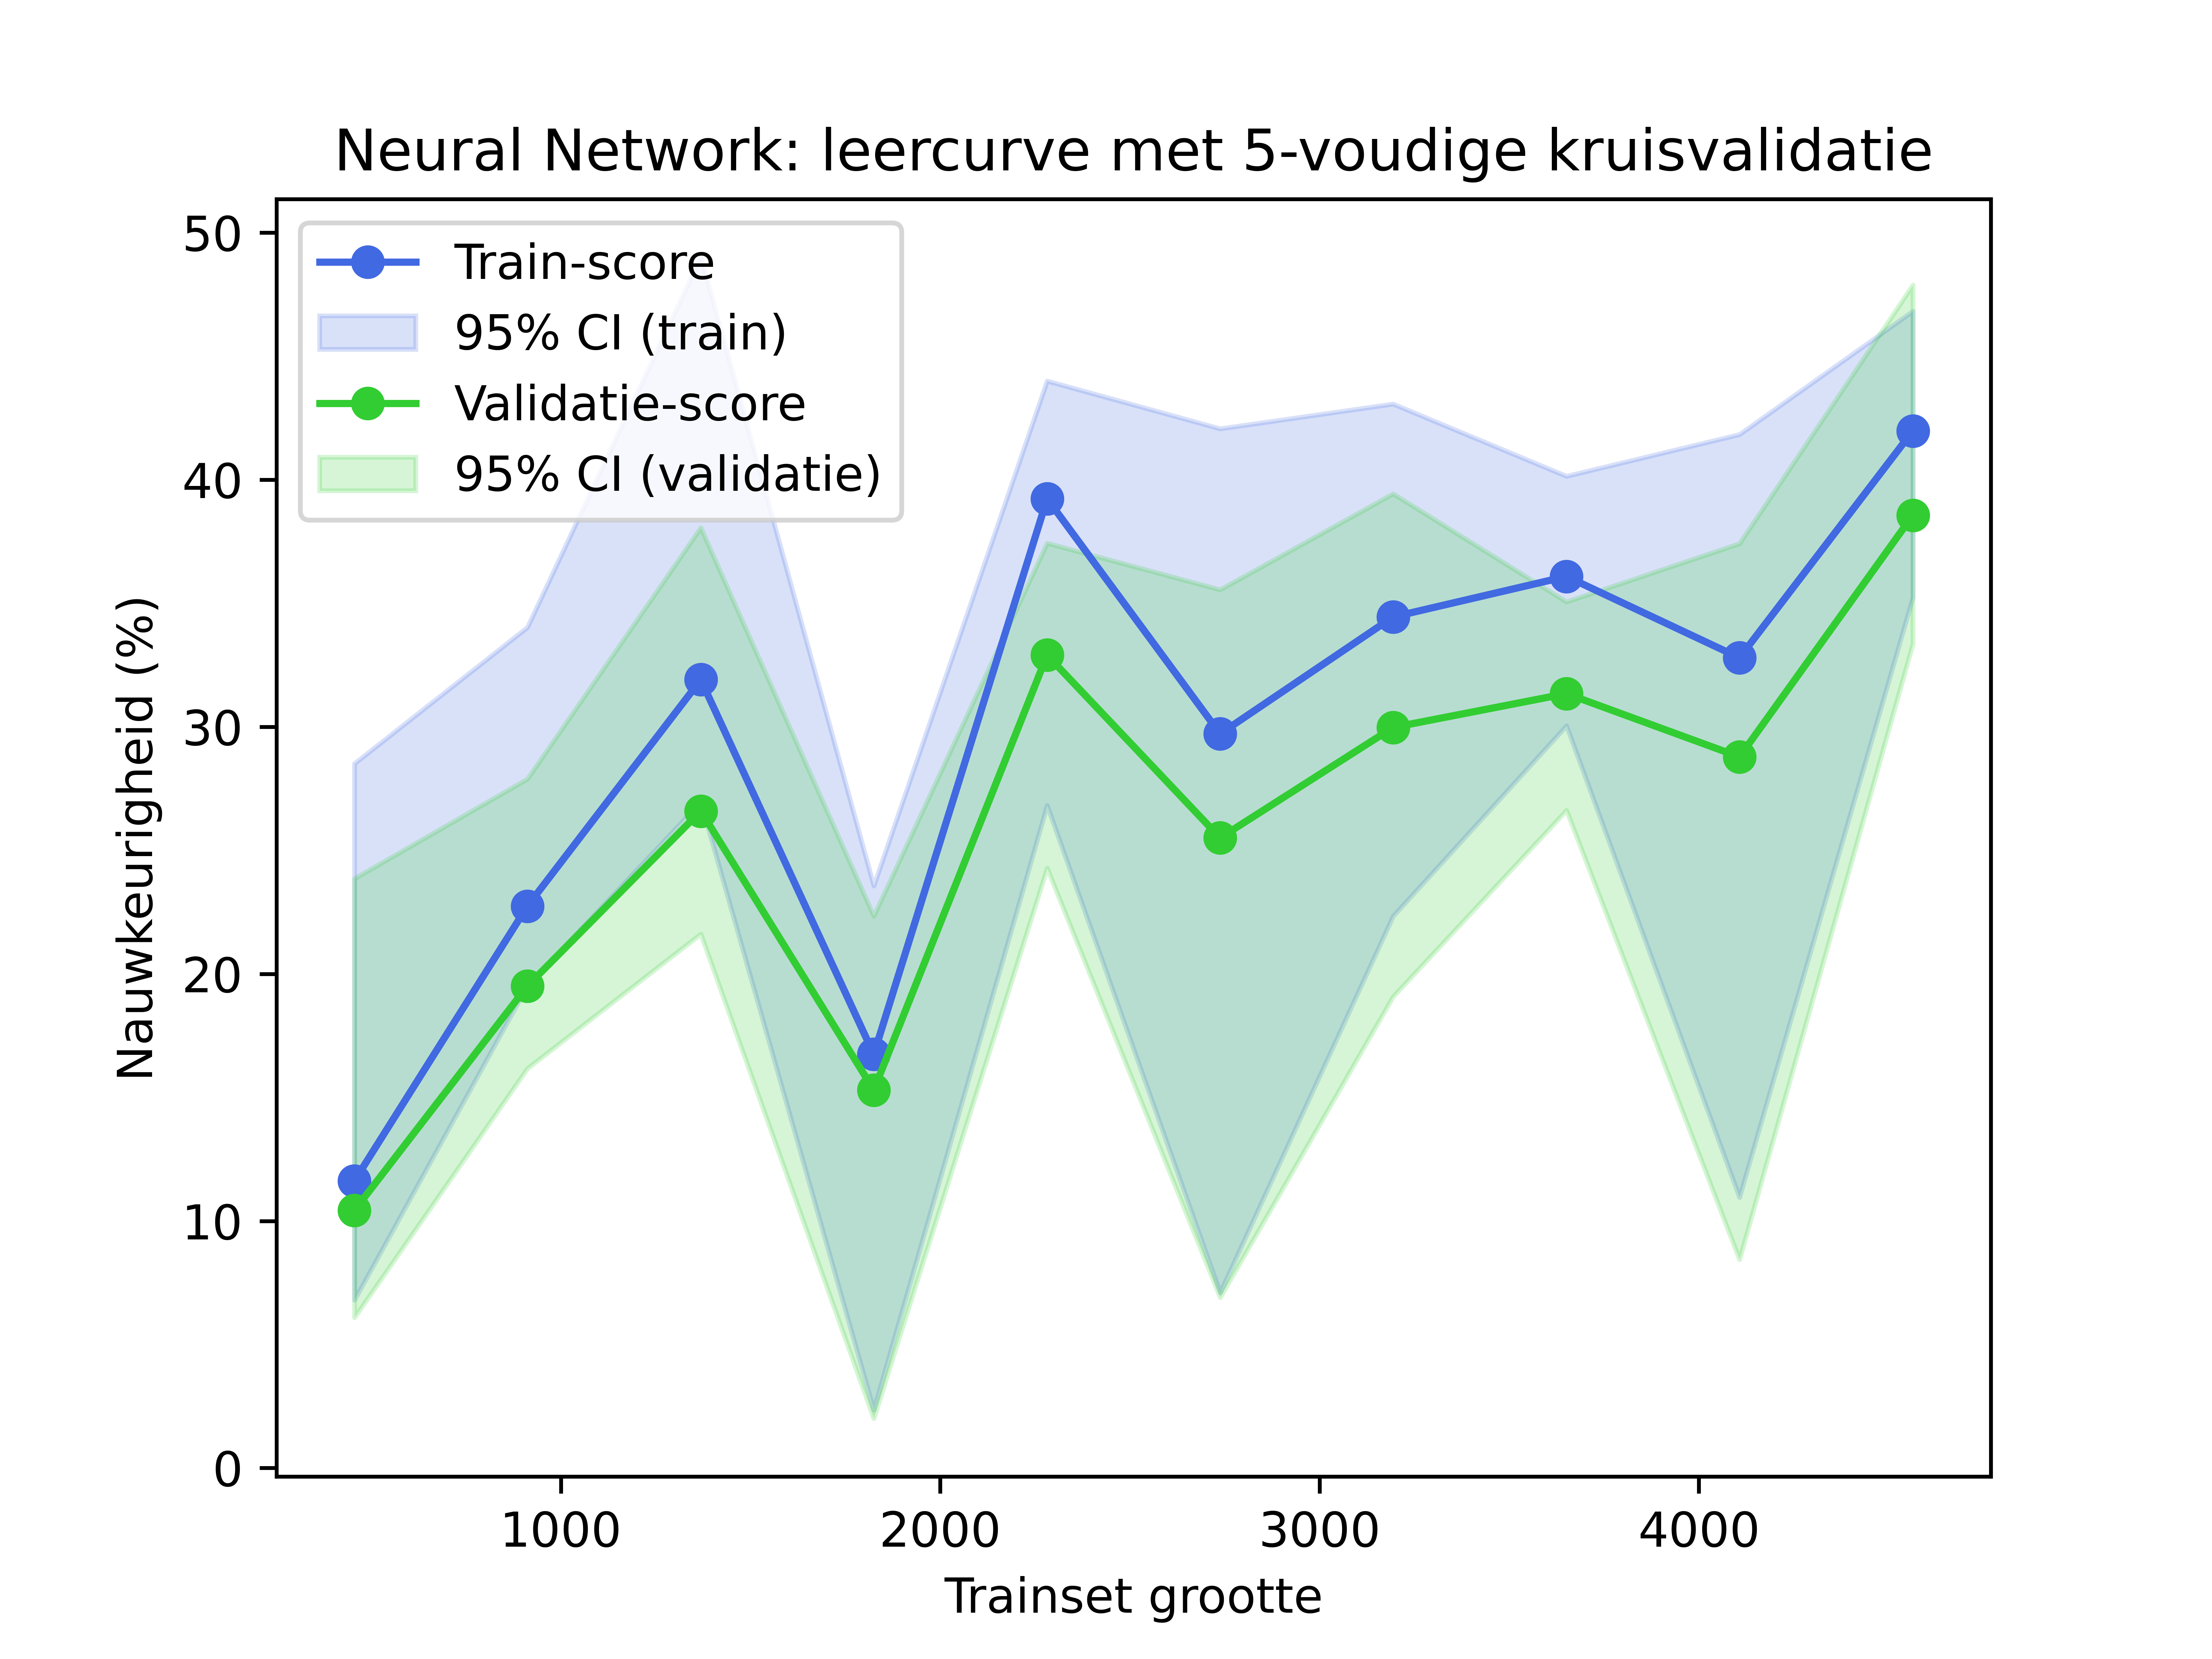 Neural Network: leercurve met 5-voudige kruisvalidatie
Train-score
95% CI (train)
Validatie-score
95% CI (validatie)
Nauwkeurigheid (%)
50
40
30
20
10
0
1000 2000 3000 4000
Trainset grootte